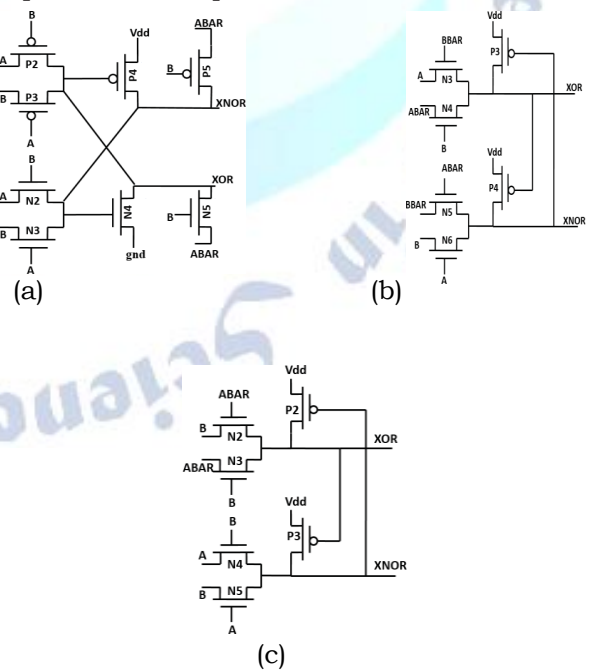 B
ABAR
Vdd
A
P2
P4
B
P5
B
P3
XNOR
A
B
XOR
A
N2
N4
B
N5
B
N3
gnd
ABAR
A
(a)
Vdd
BBAR
P3
A
N3
XOR
ABAR
N4
B
Vdd
ABAR
P4
BBAR
N5
XNOR
B
N6
A
(b)
Vdd
ABAR
P2
B
N2
XOR
ABAR
N3
B
Vdd
B
P3
A
N4
XNOR
B
N5
A
(c)